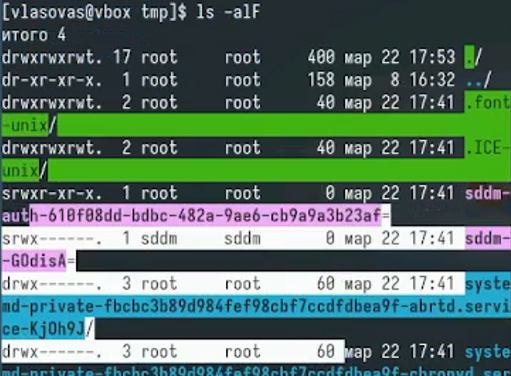 [vlasovas@vbox tmp]$ ls -alF
итого 4
drwxrwxrwt. 17 root root 400 мар 22 17:53 ./
dr-xr-xr-x. 1 root root 158 мар 8 16:32 ../
drwxrwxrwt. 2 root root 40 мар 22 17:41 .font
-unix/
drwxrwxrwt. 2 root root 40 мар 22 17:41 .ICE-
unix/
srwxr-xr-x. 1 root root 0 мар 22 17:41 sddm-
auth-610f08dd-bdbc-482a-9ae6-cb9a9a3b23af=
srwx------. 1 sddm sddm 0 мар 22 17:41 sddm-
-GOdisA=
drwx------. 3 root root 60 мар 22 17:41 syste
md-private-fbcbc3b89d984fef98cbf7ccdfdbea9f-abrtd.servi
ce-KjOh9J/
drwx------. 3 root root 60 мар 22 17:41 syste
md-private-fbcbc3b89d984fef98cbf7ccdfdbea9f-chronyd.ser